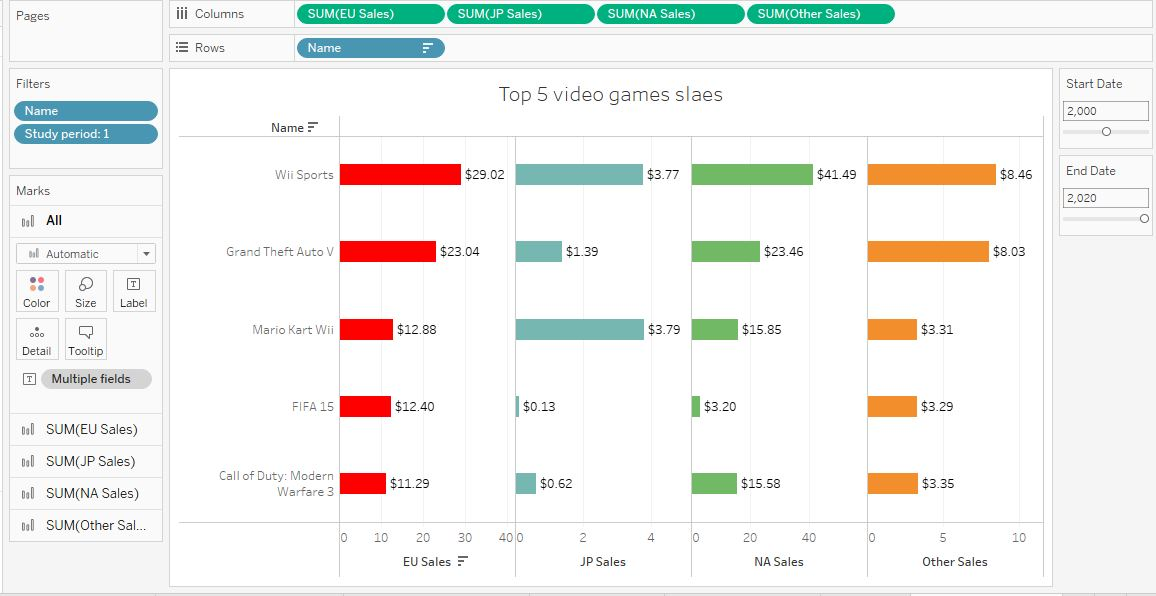 Pages
Columns
SUM(EU Sales)
SUM(JP Sales)
SUM(NA Sales)
SUM(Other Sales)
Rows
Name
Filters
Name
Study period: 1
Marks
All
Automatic
Color
Size
Label
Detail
Tooltip
Multiple fields
SUM(EU Sales)
SUM(JP Sales)
SUM(NA Sales)
SUM(Other Sal...
Top 5 video games slaes
Name
Wii Sports $29.02 $3.77 $41.49 $8.46
Grand Theft Auto V $23.04 $1.39 $23.46 $8.03
Mario Kart Wii $12.88 $3.79 $15.85 $3.31
FIFA 15 $12.40 $0.13 $3.20 $3.29
Call of Duty: Modern
Warfare 3 $11.29 $0.62 $15.58 $3.35
0 10 20 30 40 0 2 4 0 20 40 0 5 10
EU Sales JP Sales NA Sales Other Sales
Start Date
2,000
End Date
2,020